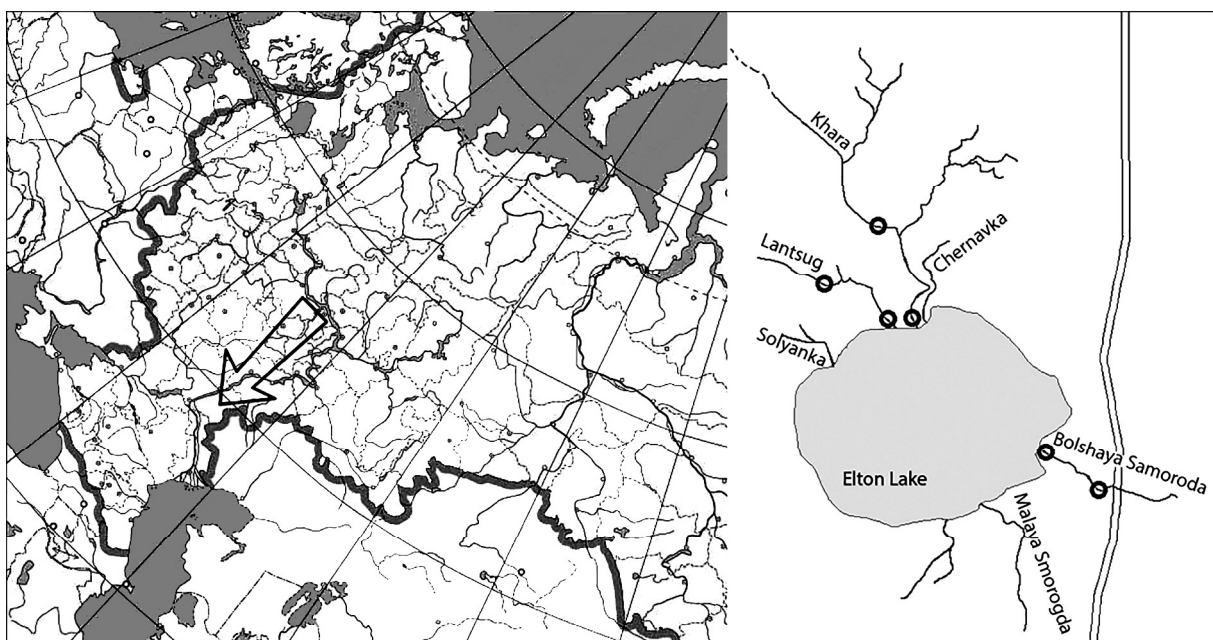 Khara
Chernavka
Lantsug
Solyanka
Bolshaya Samoroda
Elton Lake
Malaya Smorogda